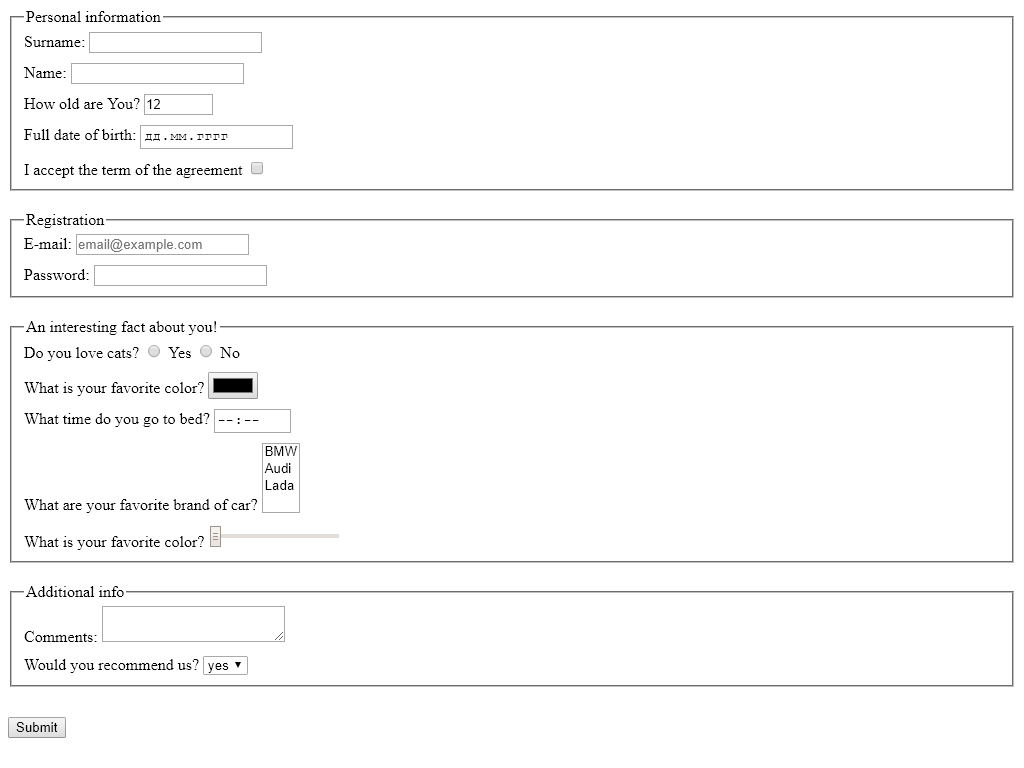 Personal information
Surname:
Name:
How old are You? 12
Full date of birth: дд.мм.гггг
I accept the term of the agreement
Registration
E-mail: email@example.com
Password:
An interesting fact about you!
Do you love cats? Yes No
What is your favorite color?
What time do you go to bed? --:--
BMW
Audi
Lada
What are your favorite brand of car?
What is your favorite color?
Additional info
Comments:
Would you recommend us? yes
Submit